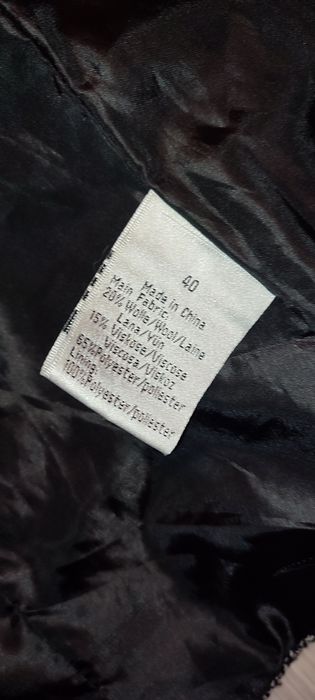 40
Made in China
Main Fabric:
20% Wolle/Wool/Laine
Lana/Yün
15% Viskose/Viscose
Viscosa/Viskoz
65%Polyester/poliester
Lining:
100%Polyester/poliester